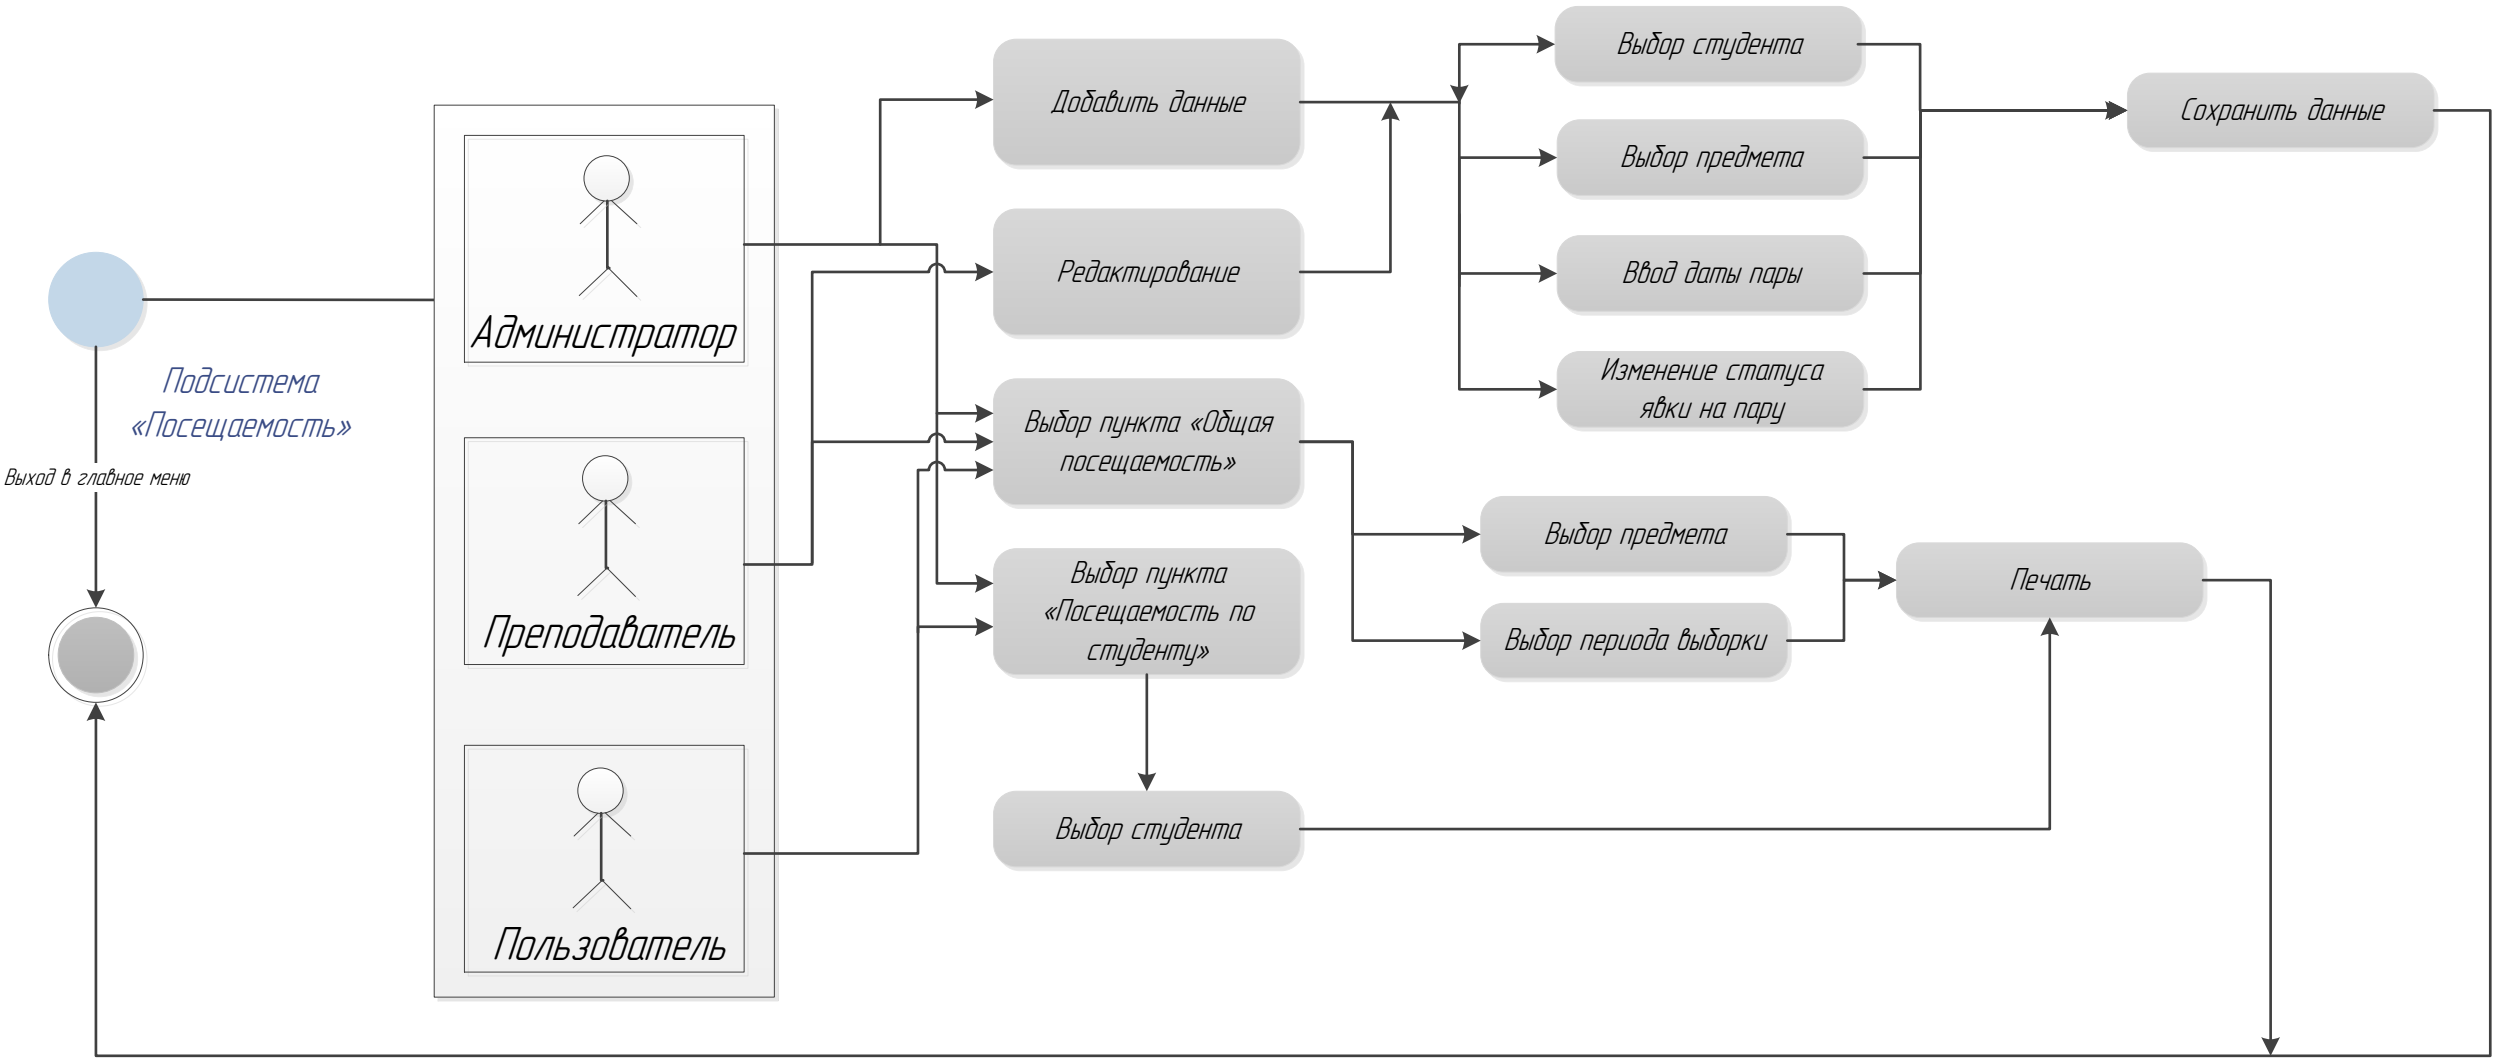 Подсистема
«Посещаемость»
Выход в главное меню
Администратор
Преподаватель
Пользователь
Добавить данные
Редактирование
Выбор пункта «Общая
посещаемость»
Выбор пункта
«Посещаемость по
студенту»
Выбор студента
Выбор студента
Выбор предмета
Ввод даты пары
Изменение статуса
явки на пару
Сохранить данные
Выбор предмета
Выбор периода выборки
Печать